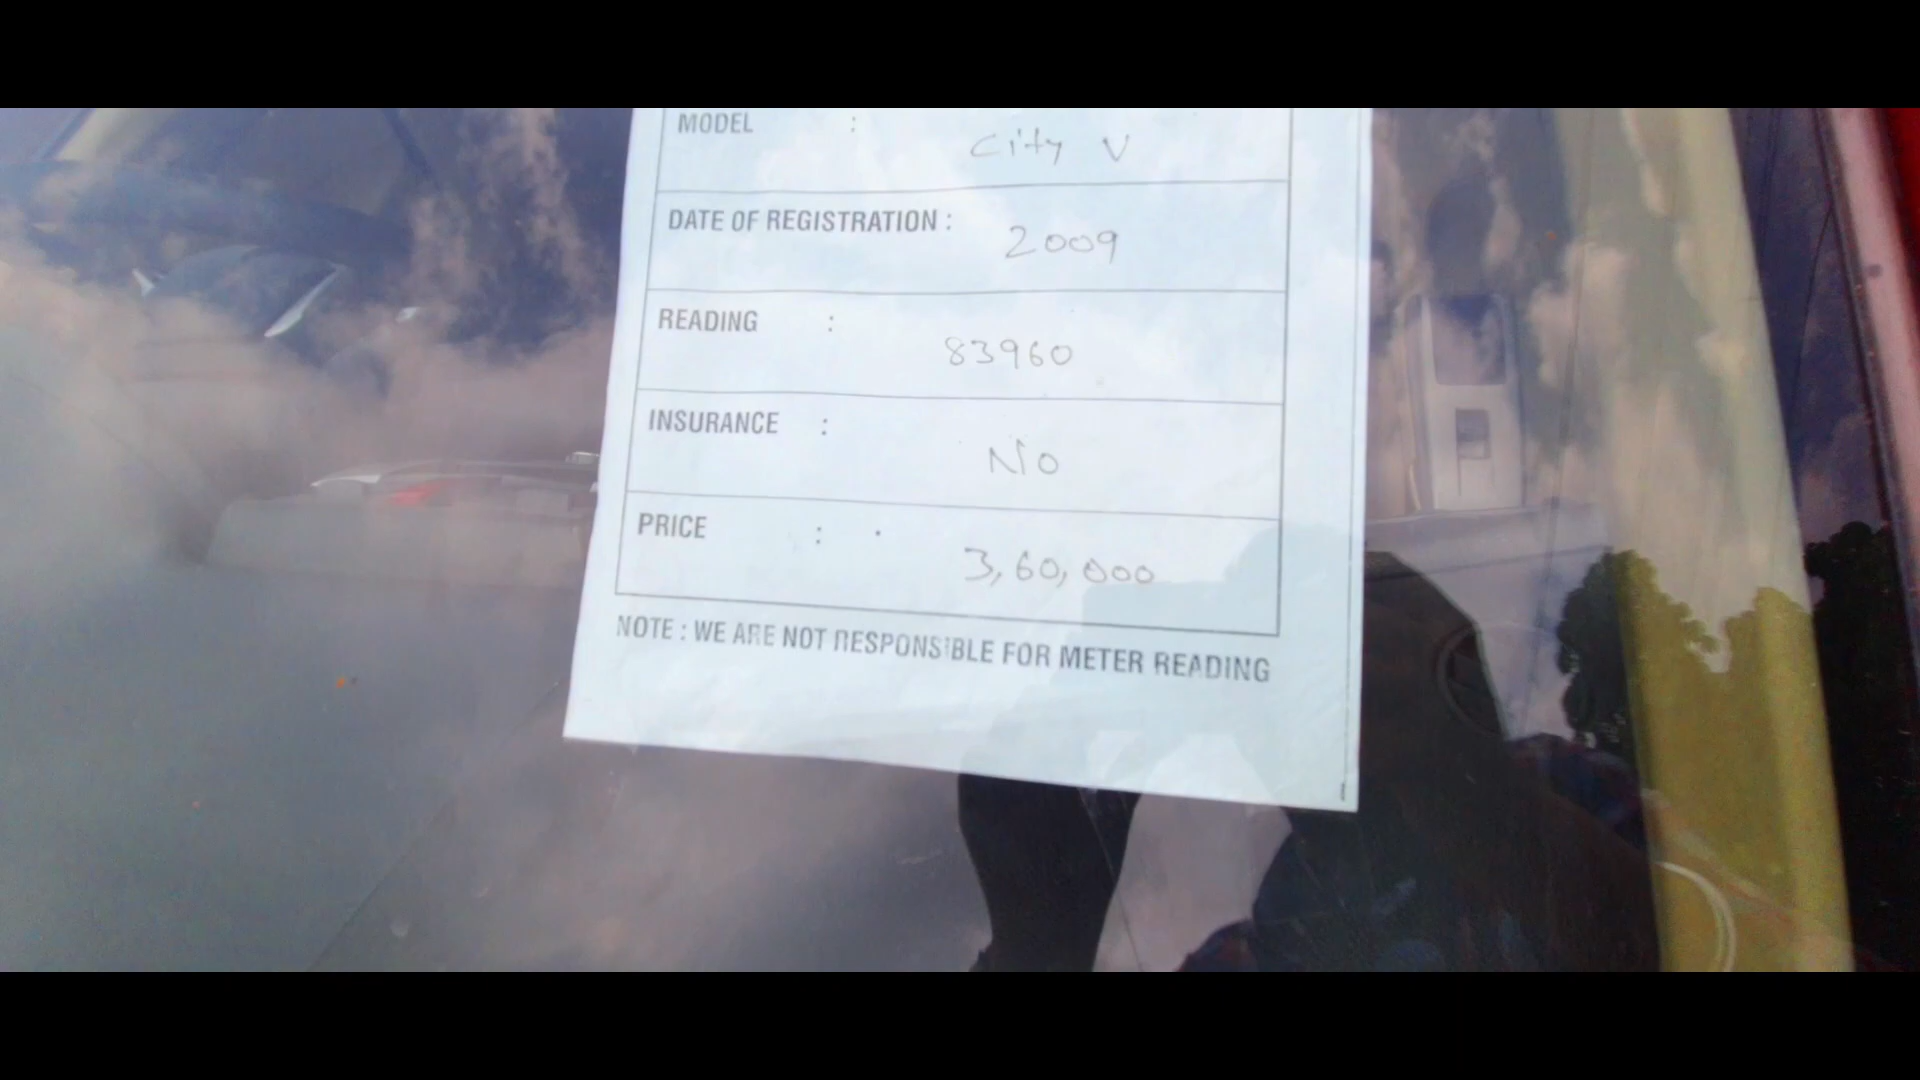 MODEL : City V
DATE OF REGISTRATION : 2009
READING : 83960
INSURANCE : No
PRICE : 3,60,000
NOTE : WE ARE NOT RESPONSIBLE FOR METER READING